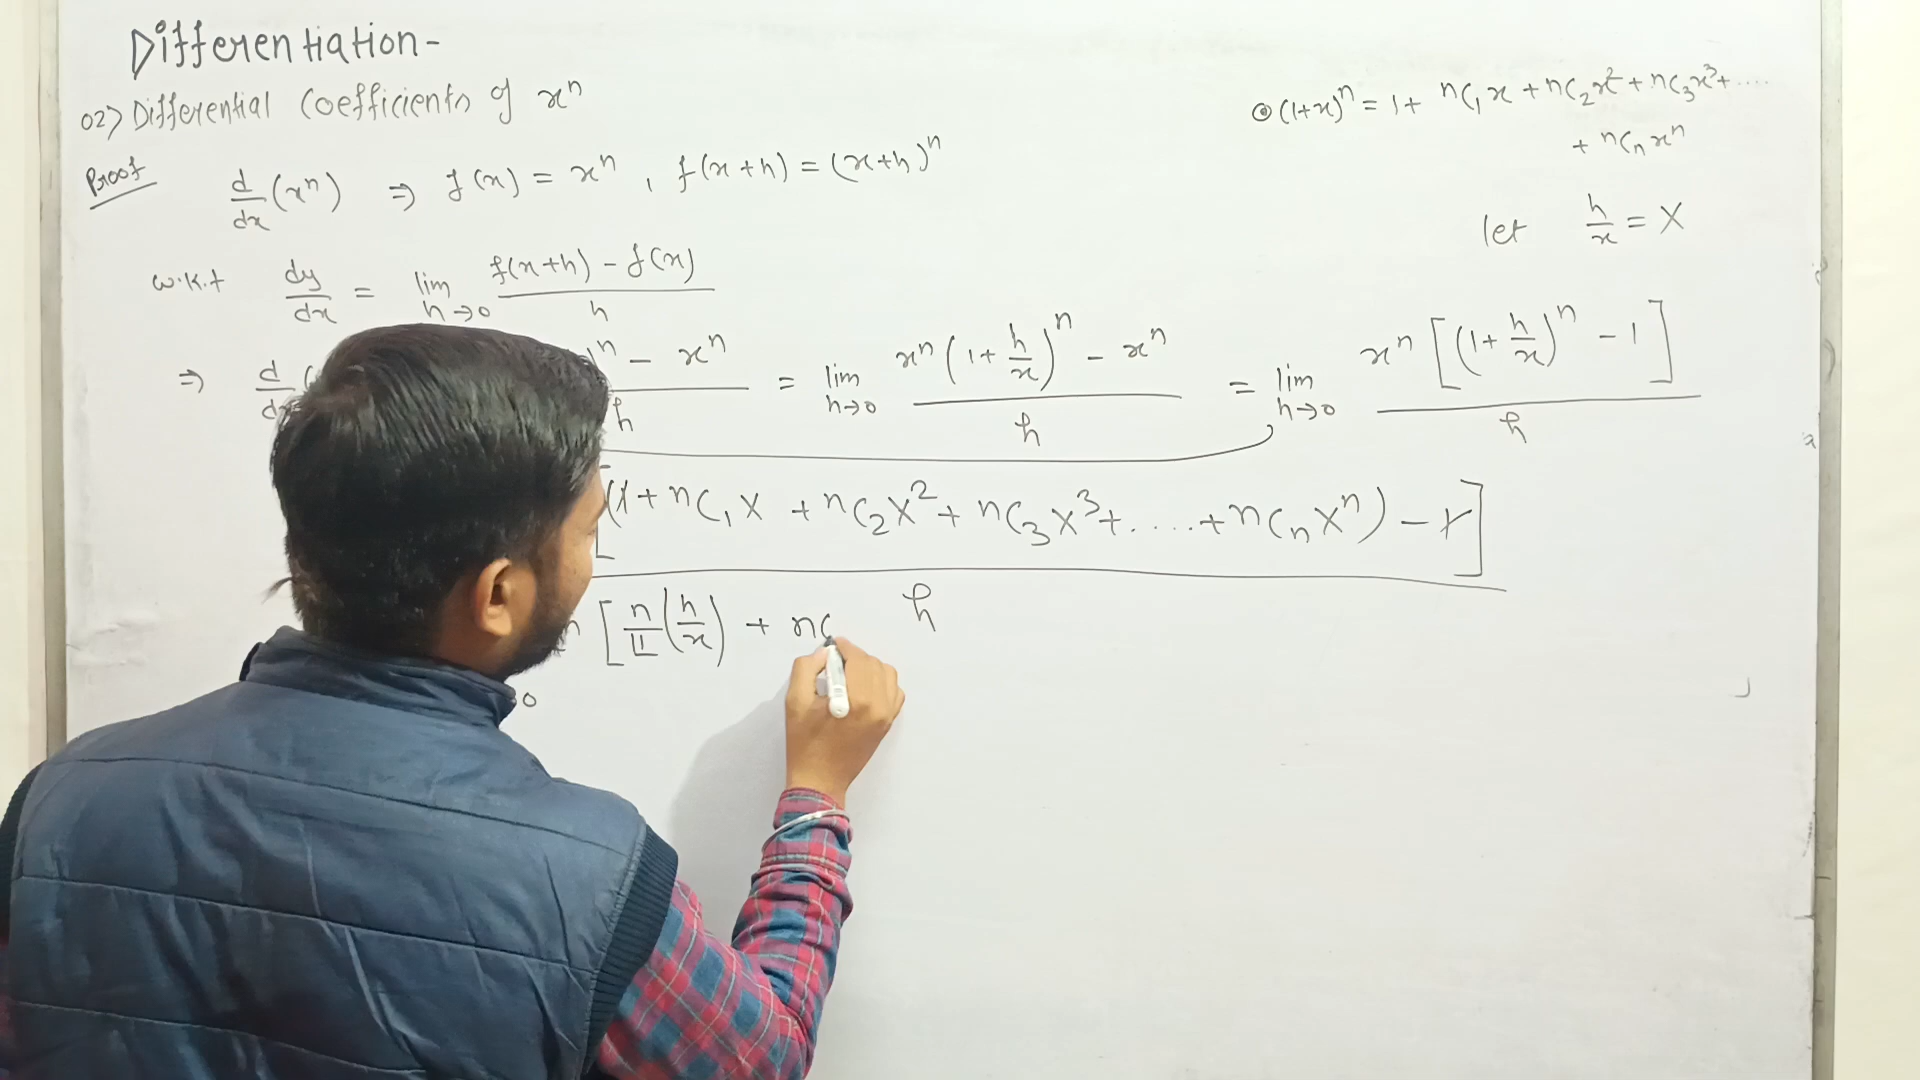 Differentiation-
02) Differential Coefficients of xⁿ
⊙ (1+x)ⁿ = 1 + nC₁x + nC₂x² + nC₃x³ + ....
+ nCₙxⁿ
Proof
d/dx (xⁿ) ⇒ f(x) = xⁿ , f(x+h) = (x+h)ⁿ
let h/x = X
w.k.t dy/dx = lim h→0 f(x+h) - f(x) / h
⇒ d/dx ( )ⁿ - xⁿ / h = lim h→0 xⁿ (1 + h/x)ⁿ - xⁿ / h = lim h→0 xⁿ [(1 + h/x)ⁿ - 1] / h
[(1 + nC₁X + nC₂X² + nC₃X³ + .... + nCₙXⁿ) - 1] / h
n [ n/1 (h/x) + nC
0